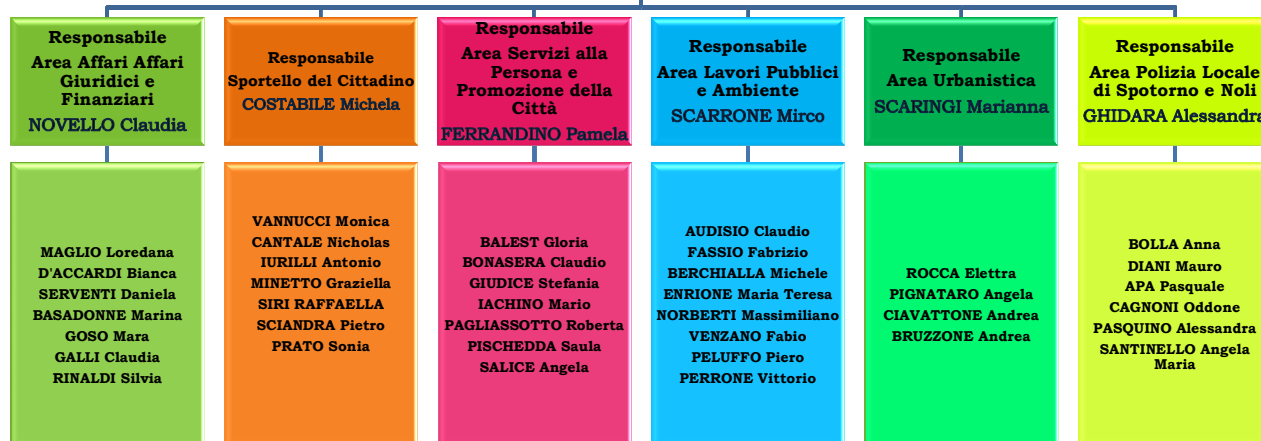 Responsabile
Area Affari Affari
Giuridici e
Finanziari
NOVELLO Claudia
Responsabile
Sportello del Cittadino
COSTABILE Michela
Responsabile
Area Servizi alla
Persona e
Promozione della
Città
FERRANDINO Pamela
Responsabile
Area Lavori Pubblici
e Ambiente
SCARRONE Mirco
Responsabile
Area Urbanistica
SCARINGI Marianna
Responsabile
Area Polizia Locale
di Spotorno e Noli
GHIDARA Alessandra
MAGLIO Loredana
D'ACCARDI Bianca
SERVENTI Daniela
BASADONNE Marina
GOSO Mara
GALLI Claudia
RINALDI Silvia
VANNUCCI Monica
CANTALE Nicholas
IURILLI Antonio
MINETTO Graziella
SIRI RAFFAELLA
SCIANDRA Pietro
PRATO Sonia
BALEST Gloria
BONASERA Claudio
GIUDICE Stefania
IACHINO Mario
PAGLIASSOTTO Roberta
PISCHEDDA Saula
SALICE Angela
AUDISIO Claudio
FASSIO Fabrizio
BERCHIALLA Michele
ENRIONE Maria Teresa
NORBERTI Massimiliano
VENZANO Fabio
PELUFFO Piero
PERRONE Vittorio
ROCCA Elettra
PIGNATARO Angela
CIAVATTONE Andrea
BRUZZONE Andrea
BOLLA Anna
DIANI Mauro
APA Pasquale
CAGNONI Oddone
PASQUINO Alessandra
SANTINELLO Angela
Maria